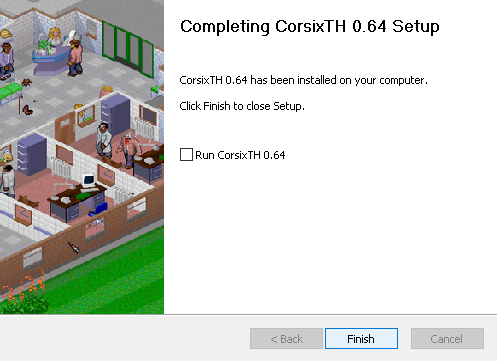 Completing CorsixTH 0.64 Setup
CorsixTH 0.64 has been installed on your computer.
Click Finish to close Setup.
Run CorsixTH 0.64
< Back
Finish
Cancel